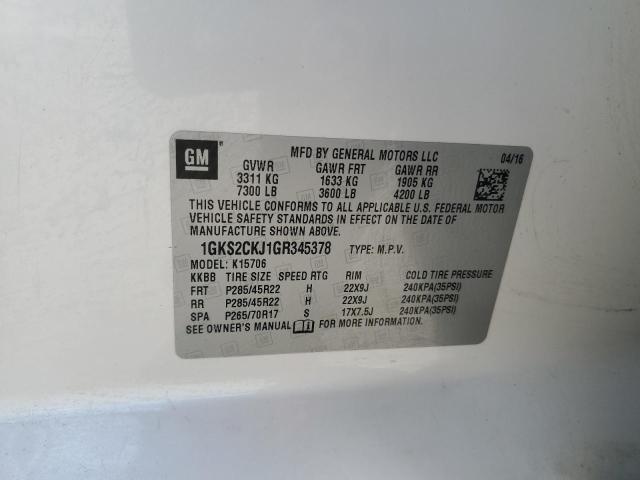 GM ® MFD BY GENERAL MOTORS LLC 04/16
GVWR GAWR FRT GAWR RR
3311 KG 1633 KG 1905 KG
7300 LB 3600 LB 4200 LB
THIS VEHICLE CONFORMS TO ALL APPLICABLE U.S. FEDERAL MOTOR
VEHICLE SAFETY STANDARDS IN EFFECT ON THE DATE OF
MANUFACTURE SHOWN ABOVE.
1GKS2CKJ1GR345378 TYPE: M.P.V.
MODEL: K15706
KKBB TIRE SIZE SPEED RTG RIM COLD TIRE PRESSURE
FRT P285/45R22 H 22X9J 240KPA(35PSI)
RR P285/45R22 H 22X9J 240KPA(35PSI)
SPA P265/70R17 S 17X7.5J 240KPA(35PSI)
SEE OWNER'S MANUAL FOR MORE INFORMATION.